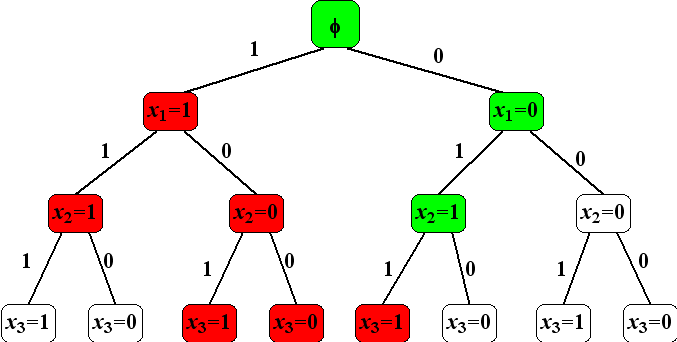 ϕ
1 0
x₁=1 x₁=0
1 0 1 0
x₂=1 x₂=0 x₂=1 x₂=0
1 0 1 0 1 0 1 0
x₃=1 x₃=0 x₃=1 x₃=0 x₃=1 x₃=0 x₃=1 x₃=0